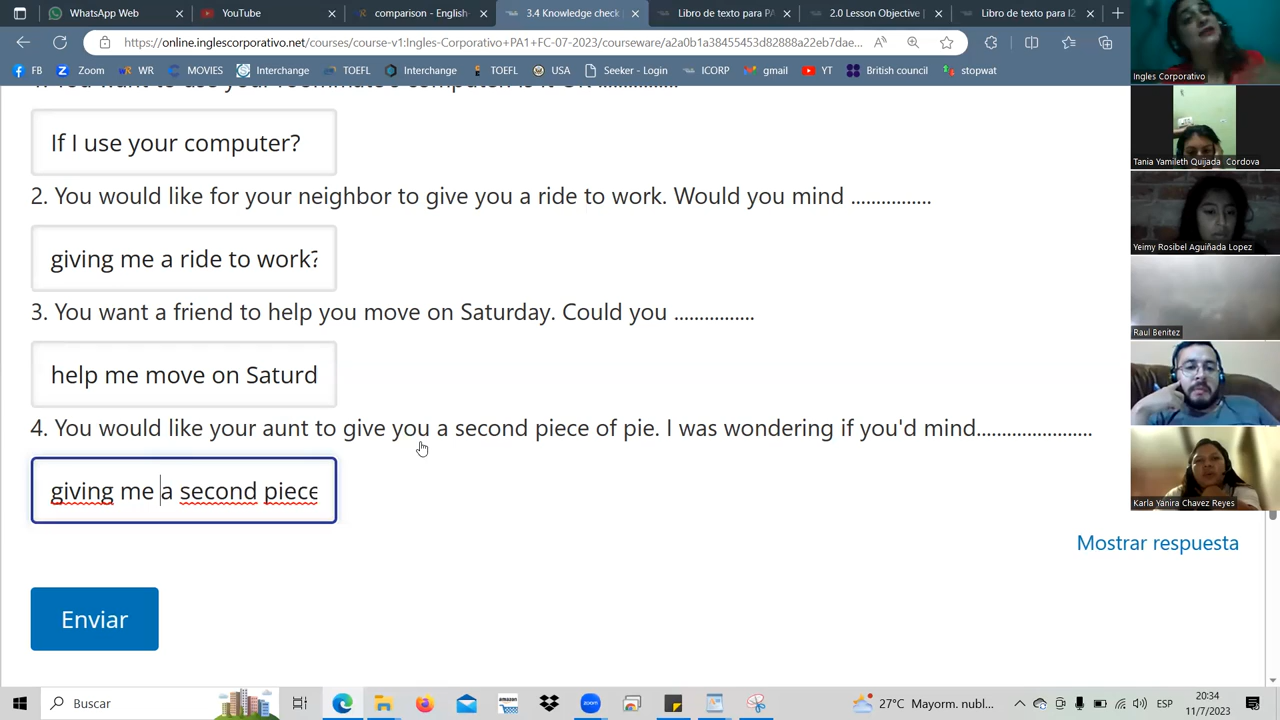 WhatsApp Web
YouTube
comparison - English-
3.4 Knowledge check
Libro de texto para PA
2.0 Lesson Objective
Libro de texto para I2
https://online.inglescorporativo.net/courses/course-v1:Ingles-Corporativo+PA1+FC-07-2023/courseware/a2a0b1a38455453d82888a22eb7dae...
FB
Zoom
WR
MOVIES
Interchange
TOEFL
Interchange
TOEFL
USA
Seeker - Login
ICORP
gmail
YT
British council
stopwat
If I use your computer?
2. You would like for your neighbor to give you a ride to work. Would you mind ................
giving me a ride to work?
3. You want a friend to help you move on Saturday. Could you ................
help me move on Saturd
4. You would like your aunt to give you a second piece of pie. I was wondering if you'd mind......................
giving me a second piece
Mostrar respuesta
Enviar
Ingles Corporativo
Tania Yamileth Quijada Cordova
Yeimy Rosibel Aguiñada Lopez
Raul Benitez
Karla Yanira Chavez Reyes
Buscar
27°C Mayorm. nubl...
ESP
20:34
11/7/2023